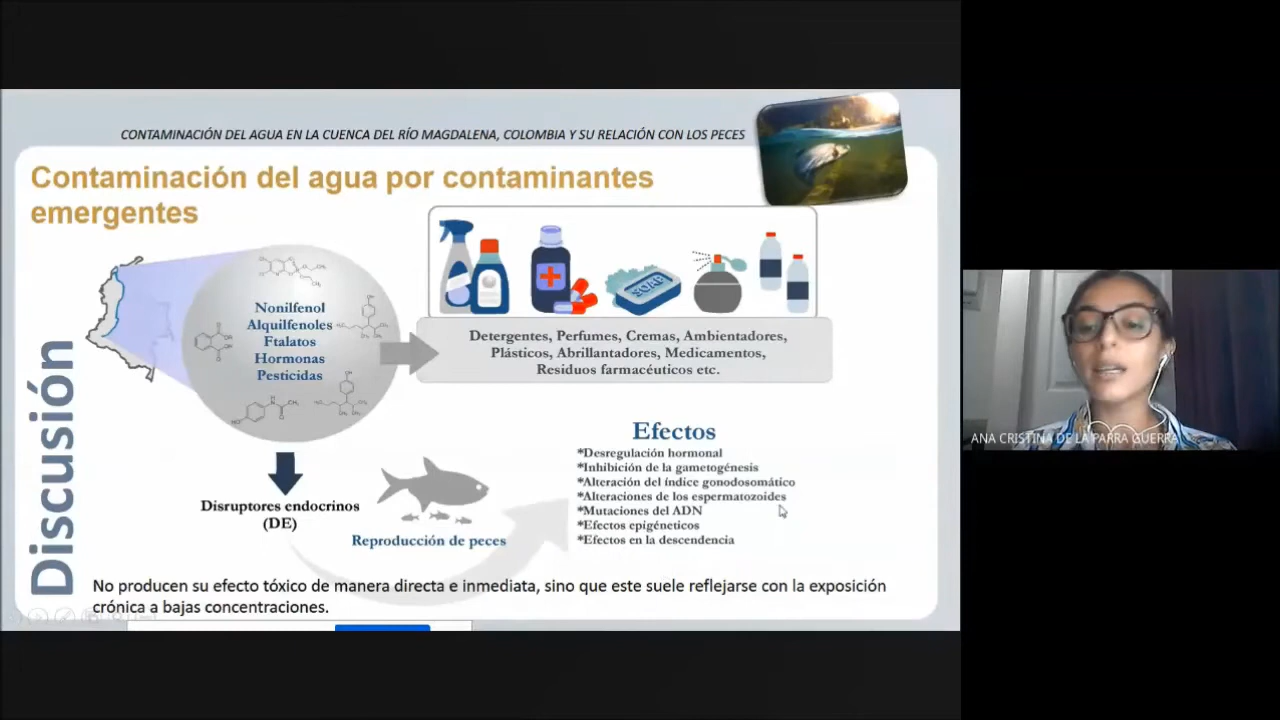 CONTAMINACIÓN DEL AGUA EN LA CUENCA DEL RÍO MAGDALENA, COLOMBIA Y SU RELACIÓN CON LOS PECES
Contaminación del agua por contaminantes
emergentes
Discusión
Nonilfenol
Alquilfenoles
Ftalatos
Hormonas
Pesticidas
SOAP
Detergentes, Perfumes, Cremas, Ambientadores,
Plásticos, Abrillantadores, Medicamentos,
Residuos farmacéuticos etc.
Disruptores endocrinos
(DE)
Reproducción de peces
Efectos
*Desregulación hormonal
*Inhibición de la gametogénesis
*Alteración del índice gonodosomático
*Alteraciones de los espermatozoides
*Mutaciones del ADN
*Efectos epigéneticos
*Efectos en la descendencia
No producen su efecto tóxico de manera directa e inmediata, sino que este suele reflejarse con la exposición
crónica a bajas concentraciones.
ANA CRISTINA DE LA PARRA GUERRA